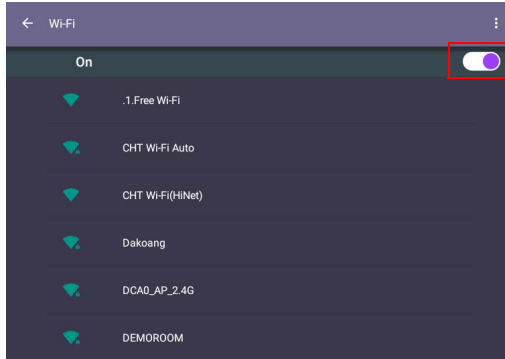 Wi-Fi
On
.1.Free Wi-Fi
CHT Wi-Fi Auto
CHT Wi-Fi(HiNet)
Dakoang
DCA0_AP_2.4G
DEMOROOM